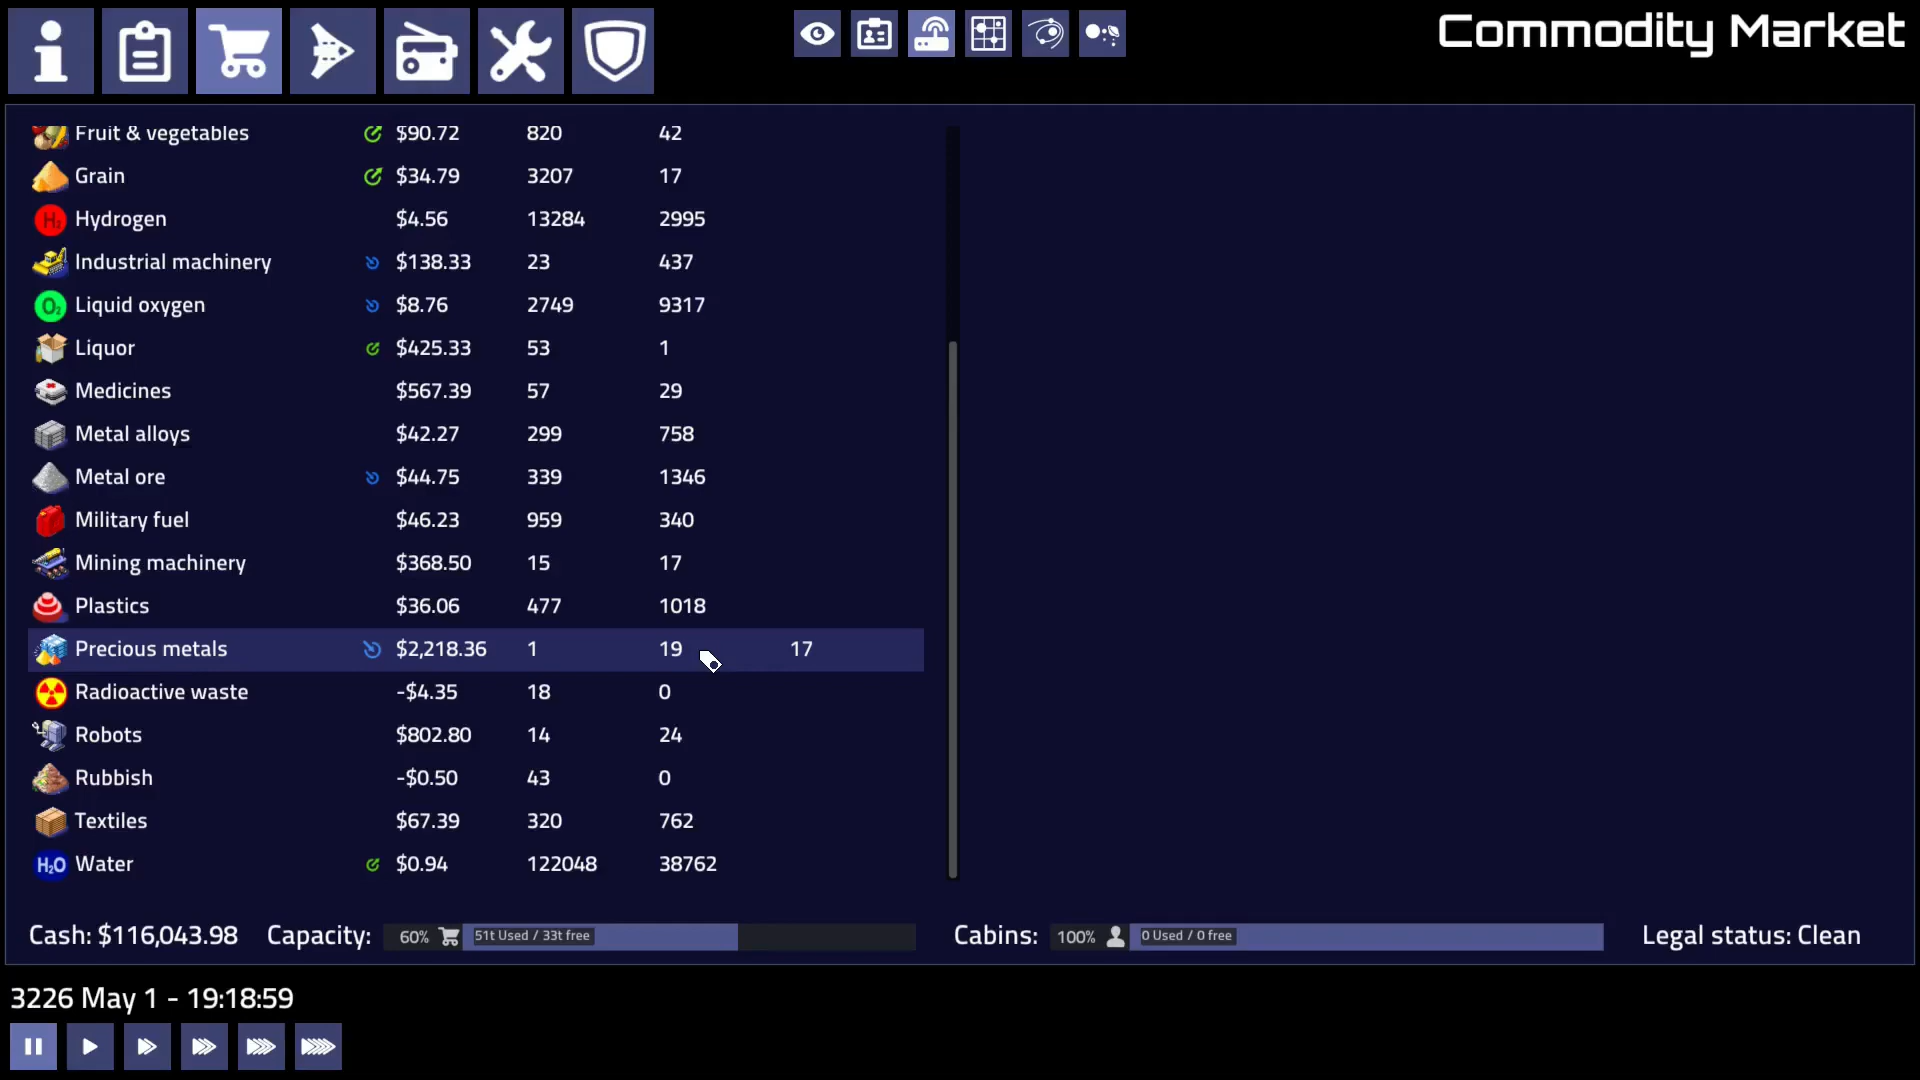 Commodity Market
Fruit & vegetables $90.72 820 42
Grain $34.79 3207 17
H₂ Hydrogen $4.56 13284 2995
Industrial machinery $138.33 23 437
O₂ Liquid oxygen $8.76 2749 9317
Liquor $425.33 53 1
Medicines $567.39 57 29
Metal alloys $42.27 299 758
Metal ore $44.75 339 1346
Military fuel $46.23 959 340
Mining machinery $368.50 15 17
Plastics $36.06 477 1018
Precious metals $2,218.36 1 19 17
Radioactive waste -$4.35 18 0
Robots $802.80 14 24
Rubbish -$0.50 43 0
Textiles $67.39 320 762
H₂O Water $0.94 122048 38762
Cash: $116,043.98 Capacity: 60% 51t Used / 33t free Cabins: 100% 0 Used / 0 free Legal status: Clean
3226 May 1 - 19:18:59